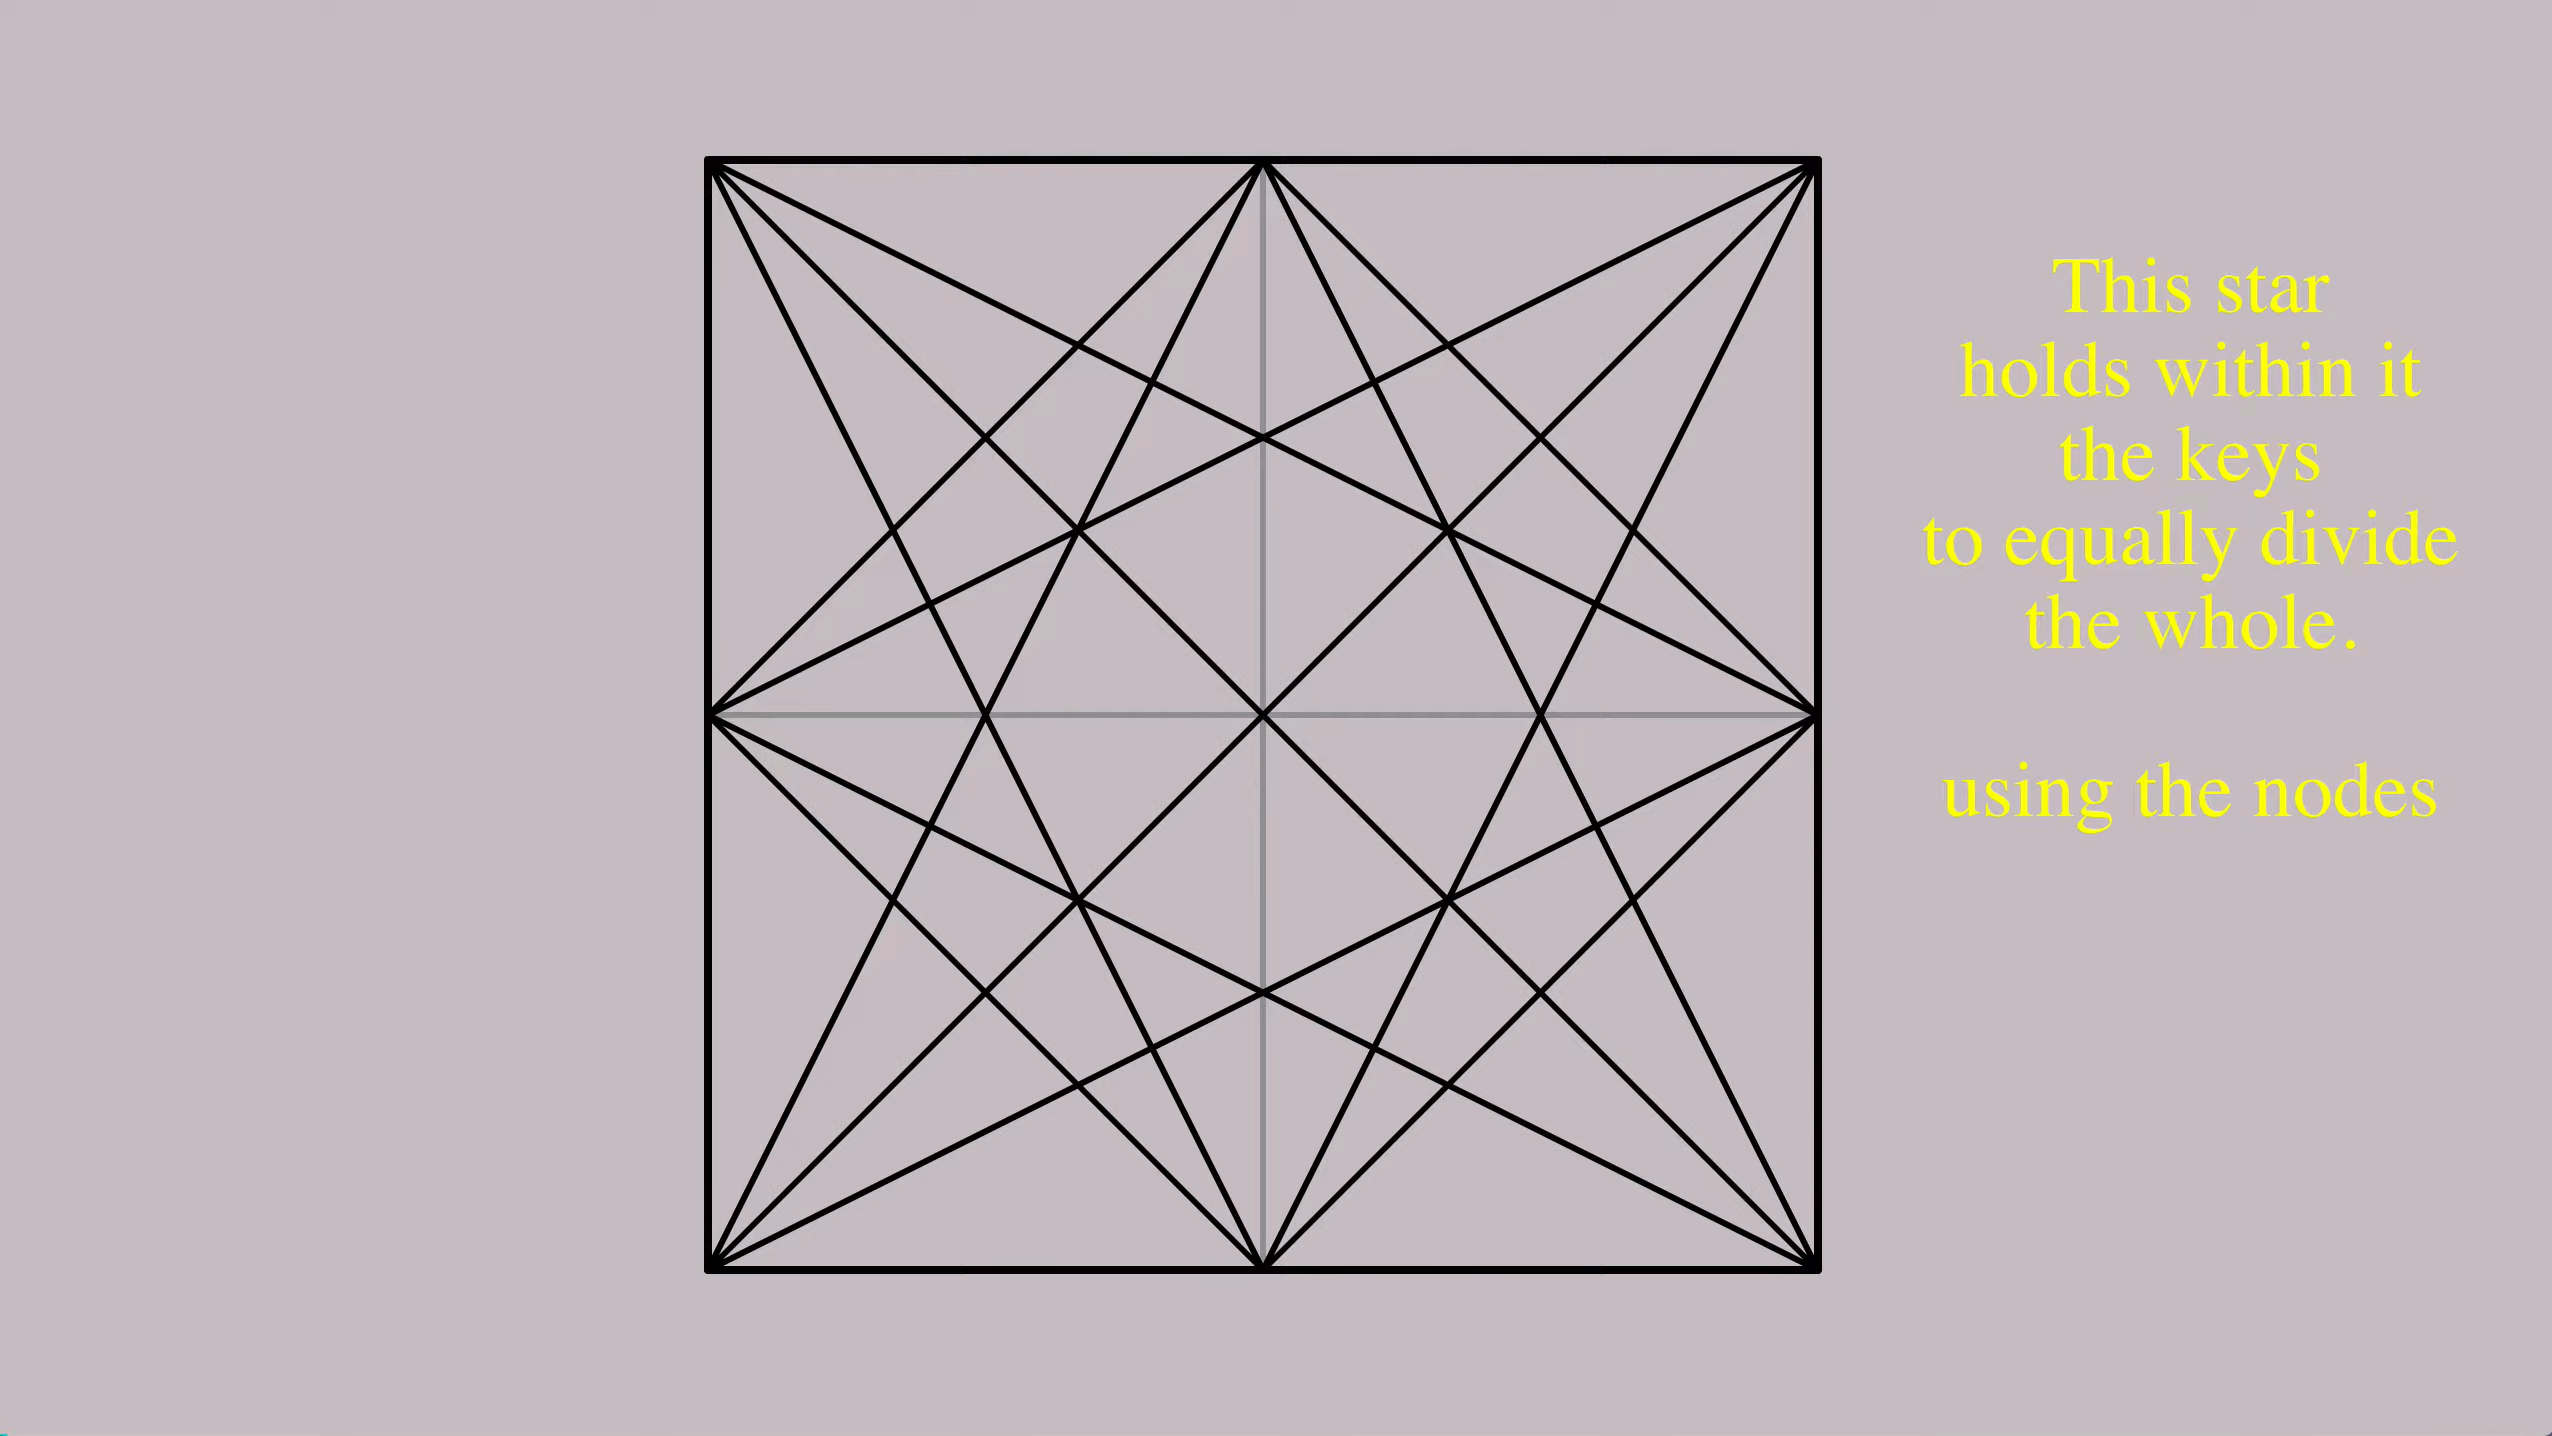 This star
holds within it
the keys
to equally divide
the whole.
using the nodes